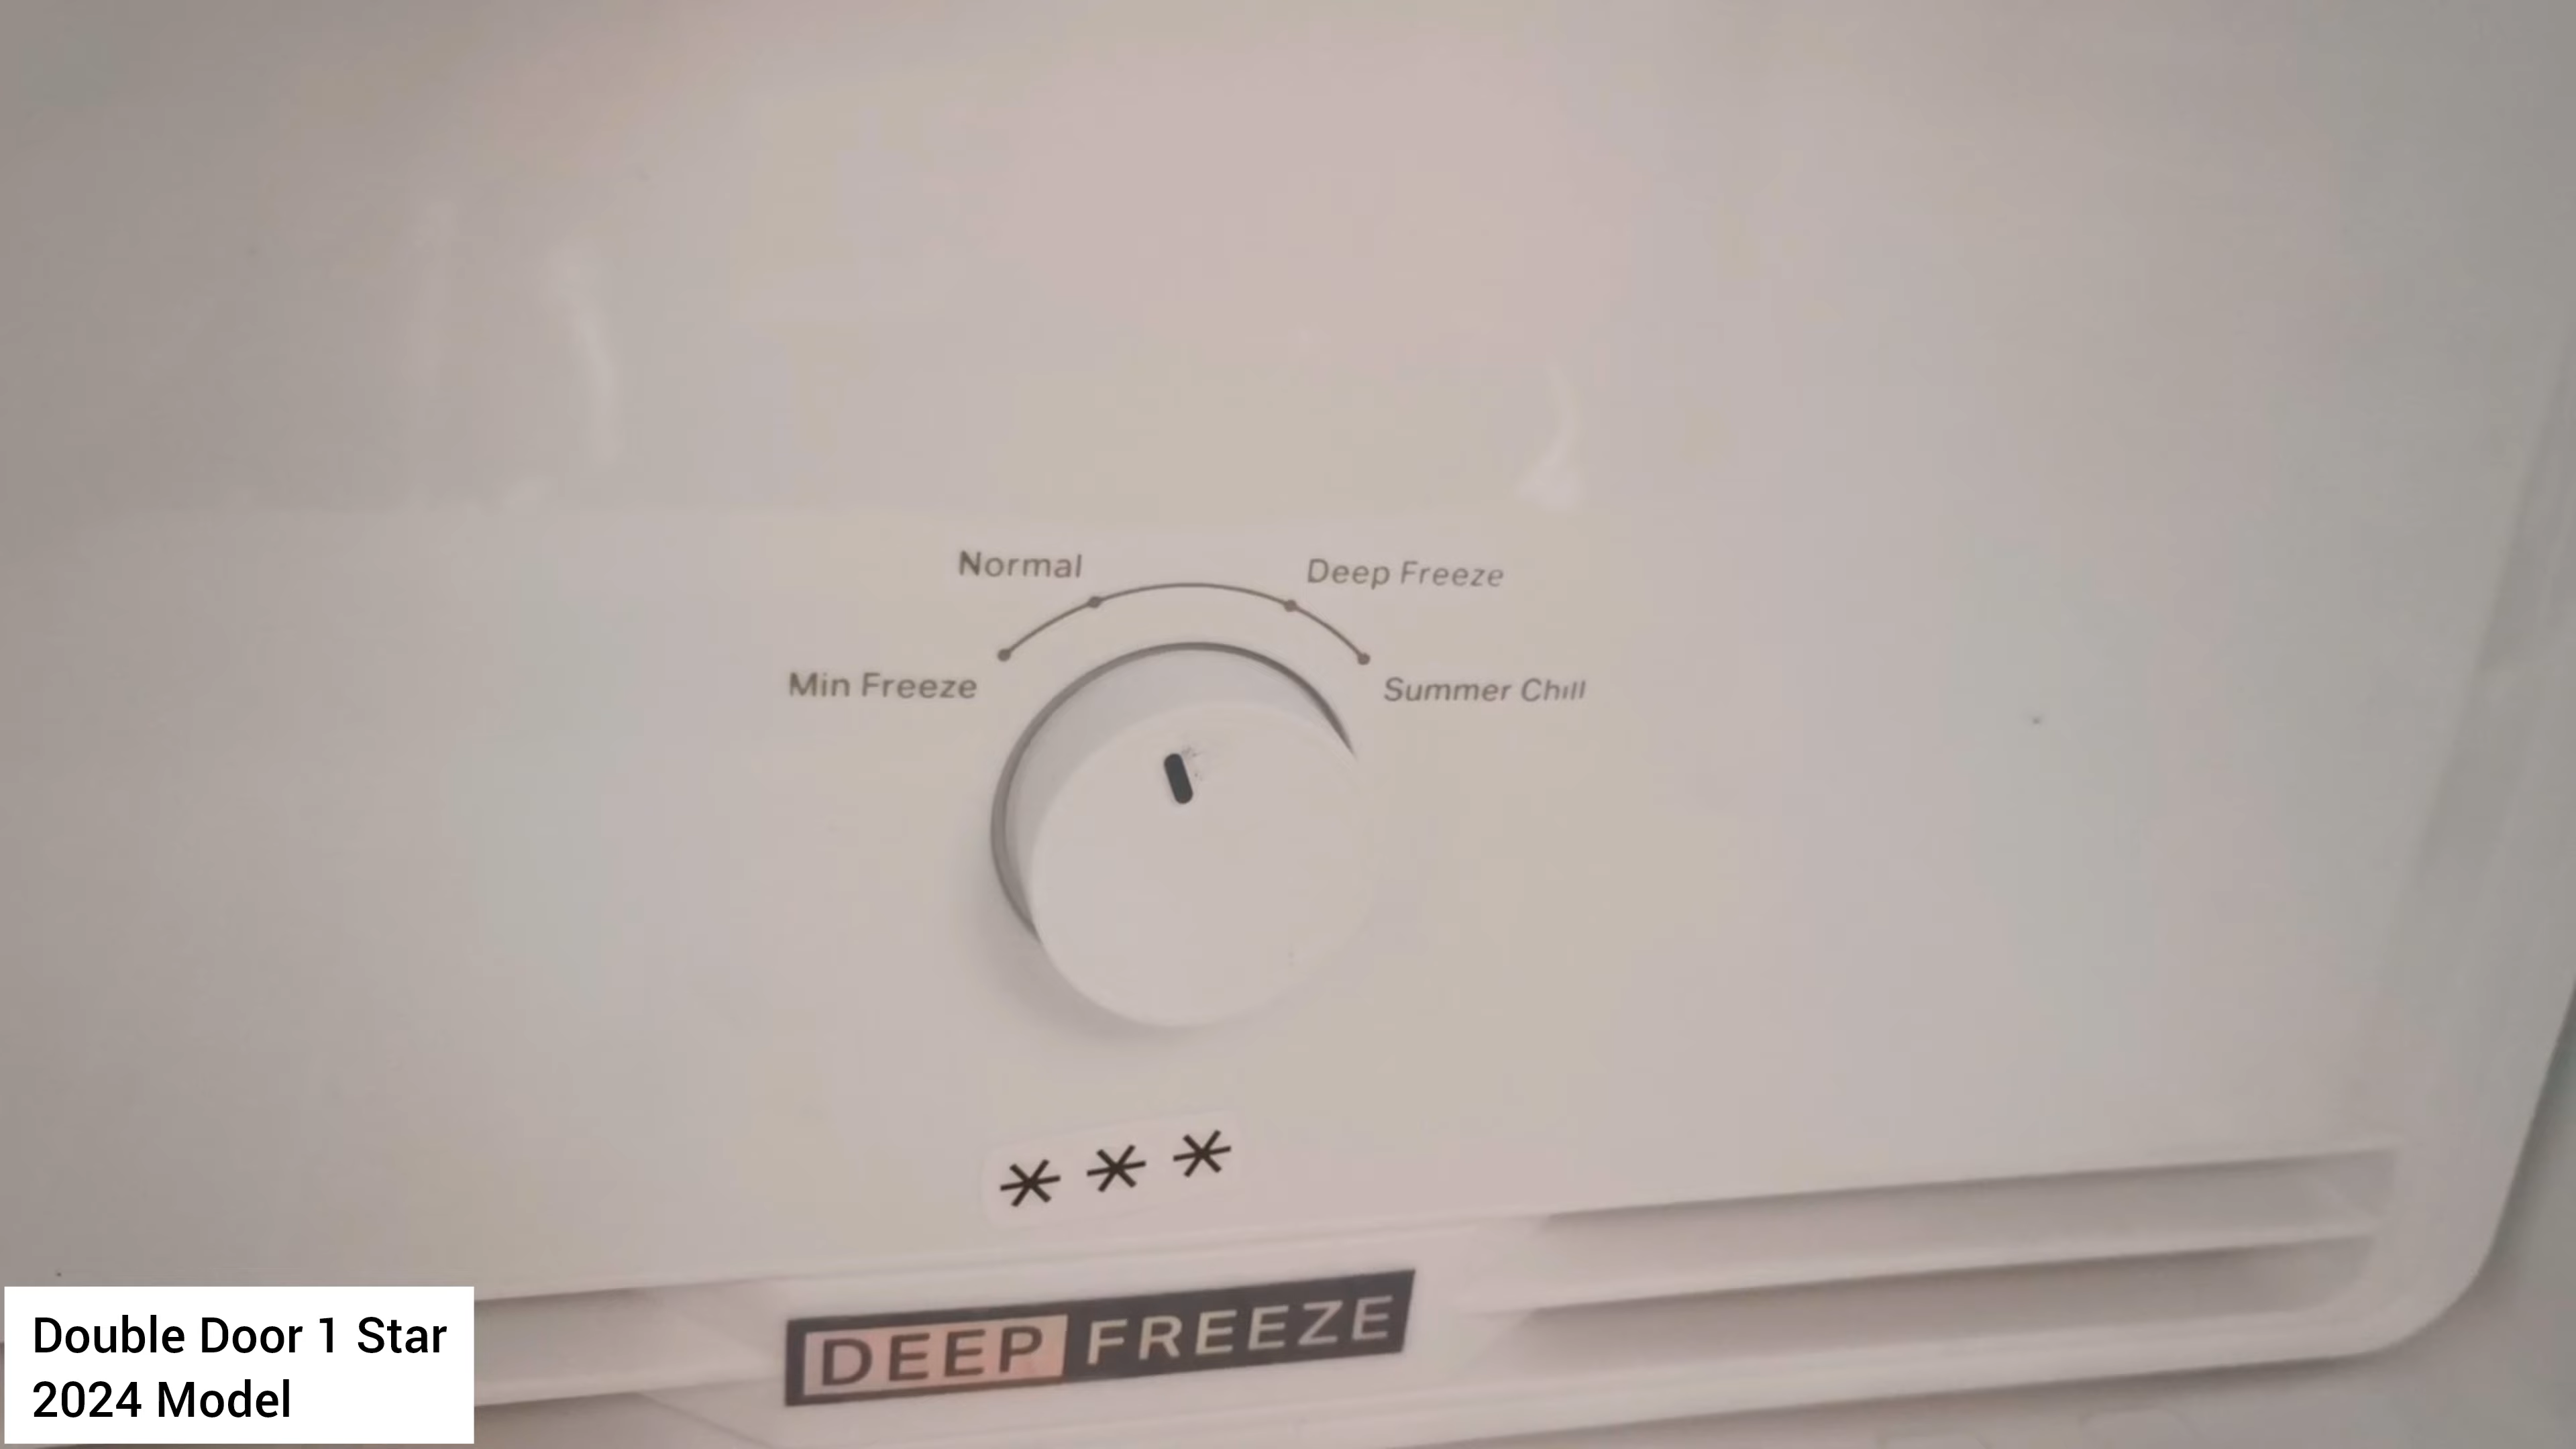 Normal
Deep Freeze
Min Freeze
Summer Chill
* * *
DEEP FREEZE
Double Door 1 Star
2024 Model